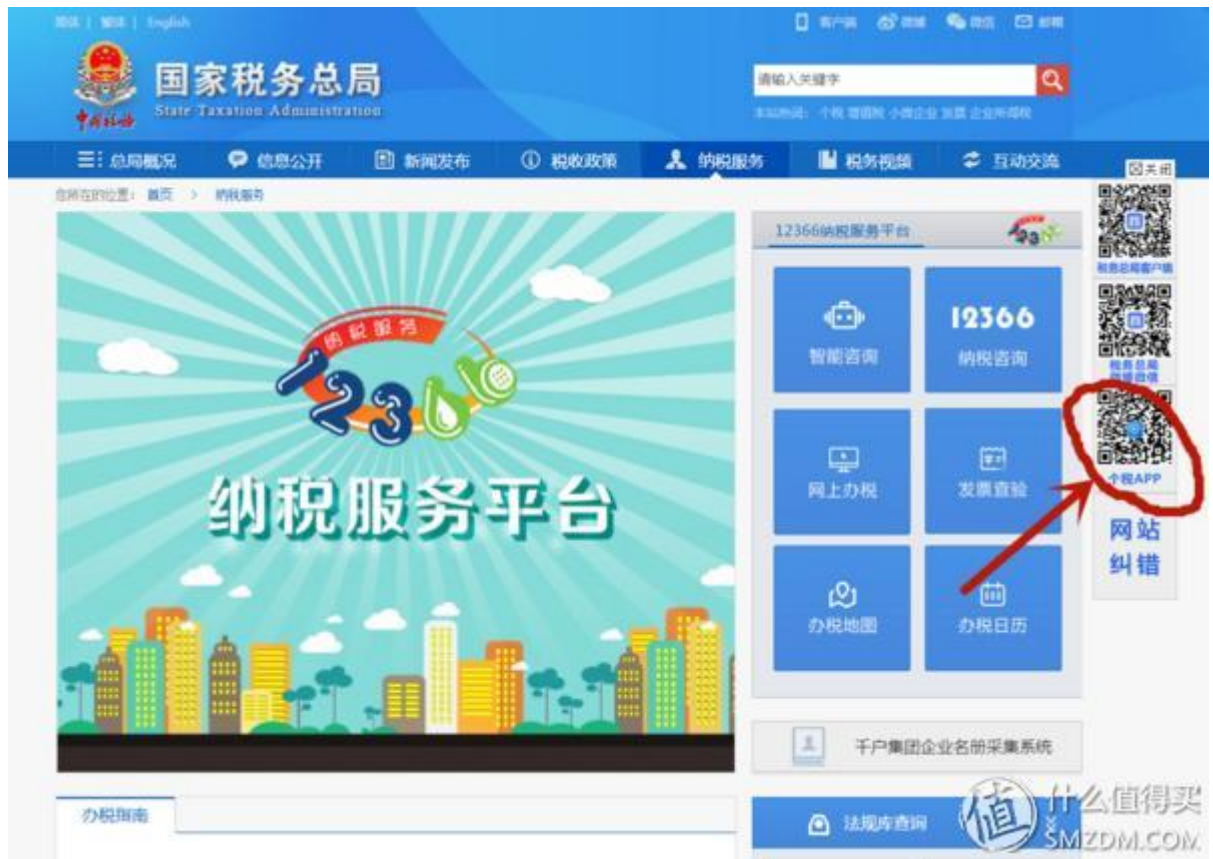 简体 | 繁体 | English
客户端 微博 微信 邮箱
国家税务总局
State Taxation Administration
中国税务
请输入关键字
本站热词: 个税 增值税 小微企业 发票 企业所得税
总局概况 信息公开 新闻发布 税收政策 纳税服务 税务视频 互动交流
您所在的位置: 首页 > 纳税服务
关闭
税务总局客户端
税务总局
微博微信
个税APP
网站
纠错
纳税服务
12366
纳税服务平台
12366纳税服务平台
12366
智能咨询
12366
纳税咨询
网上办税
发票查验
办税地图
办税日历
千户集团企业名册采集系统
办税指南
法规库查询
值 什么值得买
SMZDM.COM